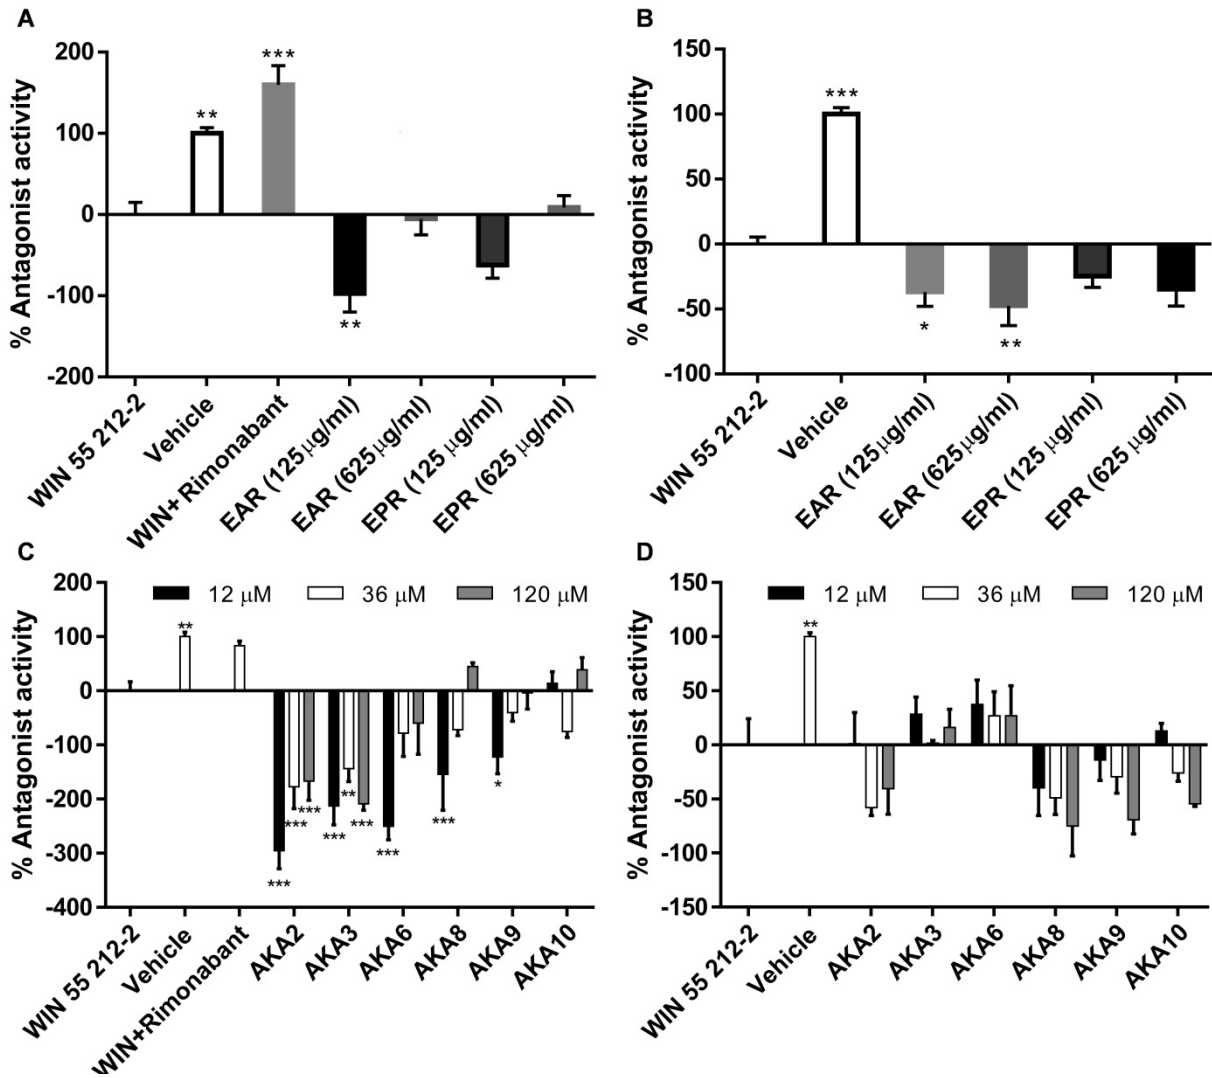 A
% Antagonist activity
200
100
0
-100
-200
**
***
**
WIN 55 212-2
Vehicle
WIN+ Rimonabant
EAR (125μg/ml)
EAR (625μg/ml)
EPR (125 μg/ml)
EPR (625 μg/ml)
B
% Antagonist activity
150
100
50
0
-50
-100
***
*
**
WIN 55 212-2
Vehicle
EAR (125μg/ml)
EAR (625μg/ml)
EPR (125 μg/ml)
EPR (625 μg/ml)
C
% Antagonist activity
200
100
0
-100
-200
-300
-400
12 μM
36 μM
120 μM
**
***
***
***
***
**
***
***
***
*
WIN 55 212-2
Vehicle
WIN+Rimonabant
AKA2
AKA3
AKA6
AKA8
AKA9
AKA10
D
% Antagonist activity
150
100
50
0
-50
-100
-150
12 μM
36 μM
120 μM
**
WIN 55 212-2
Vehicle
AKA2
AKA3
AKA6
AKA8
AKA9
AKA10